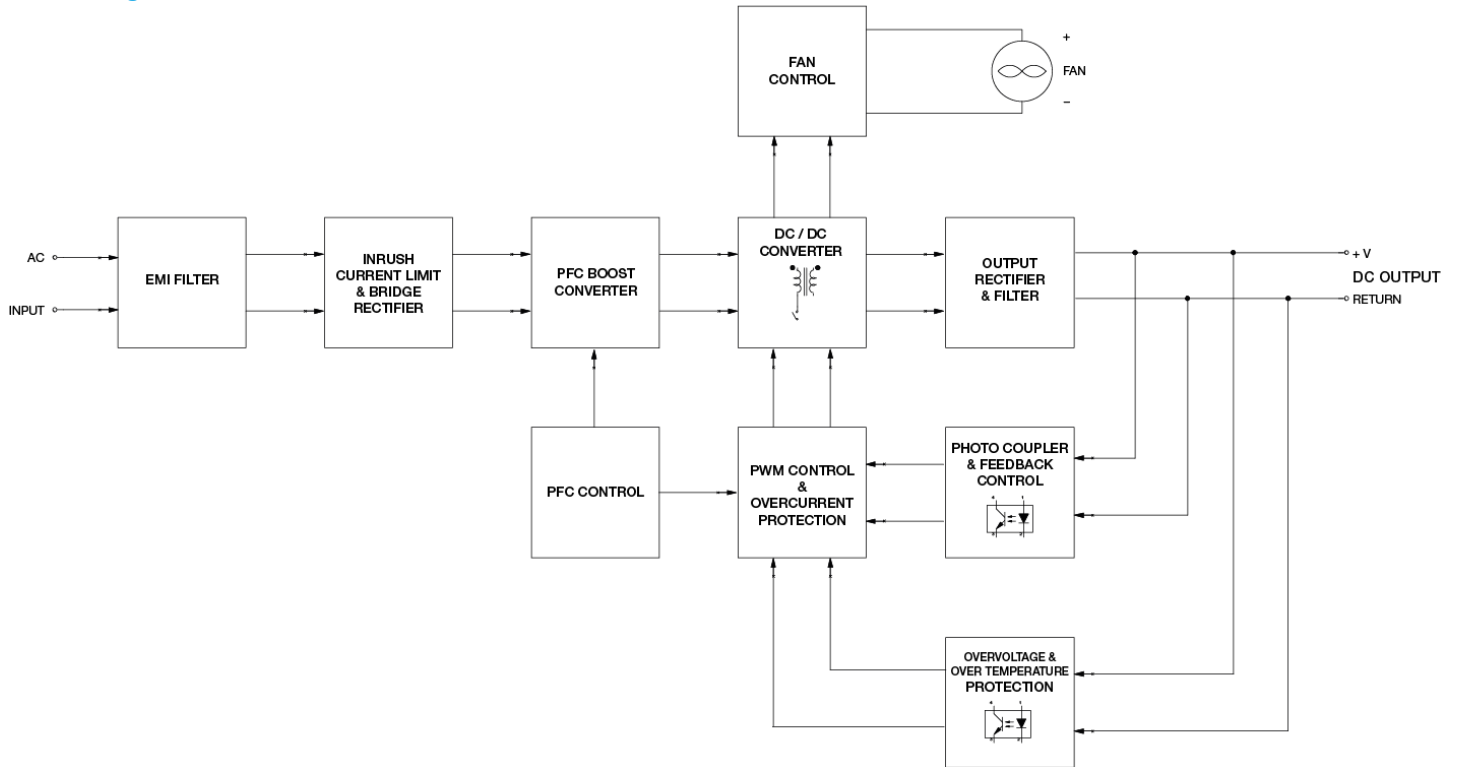 FAN
CONTROL
+
FAN
–
AC
INPUT
EMI FILTER
INRUSH
CURRENT LIMIT
& BRIDGE
RECTIFIER
PFC BOOST
CONVERTER
DC / DC
CONVERTER
OUTPUT
RECTIFIER
& FILTER
+ V
DC OUTPUT
RETURN
PFC CONTROL
PWM CONTROL
&
OVERCURRENT
PROTECTION
PHOTO COUPLER
& FEEDBACK
CONTROL
OVERVOLTAGE &
OVER TEMPERATURE
PROTECTION